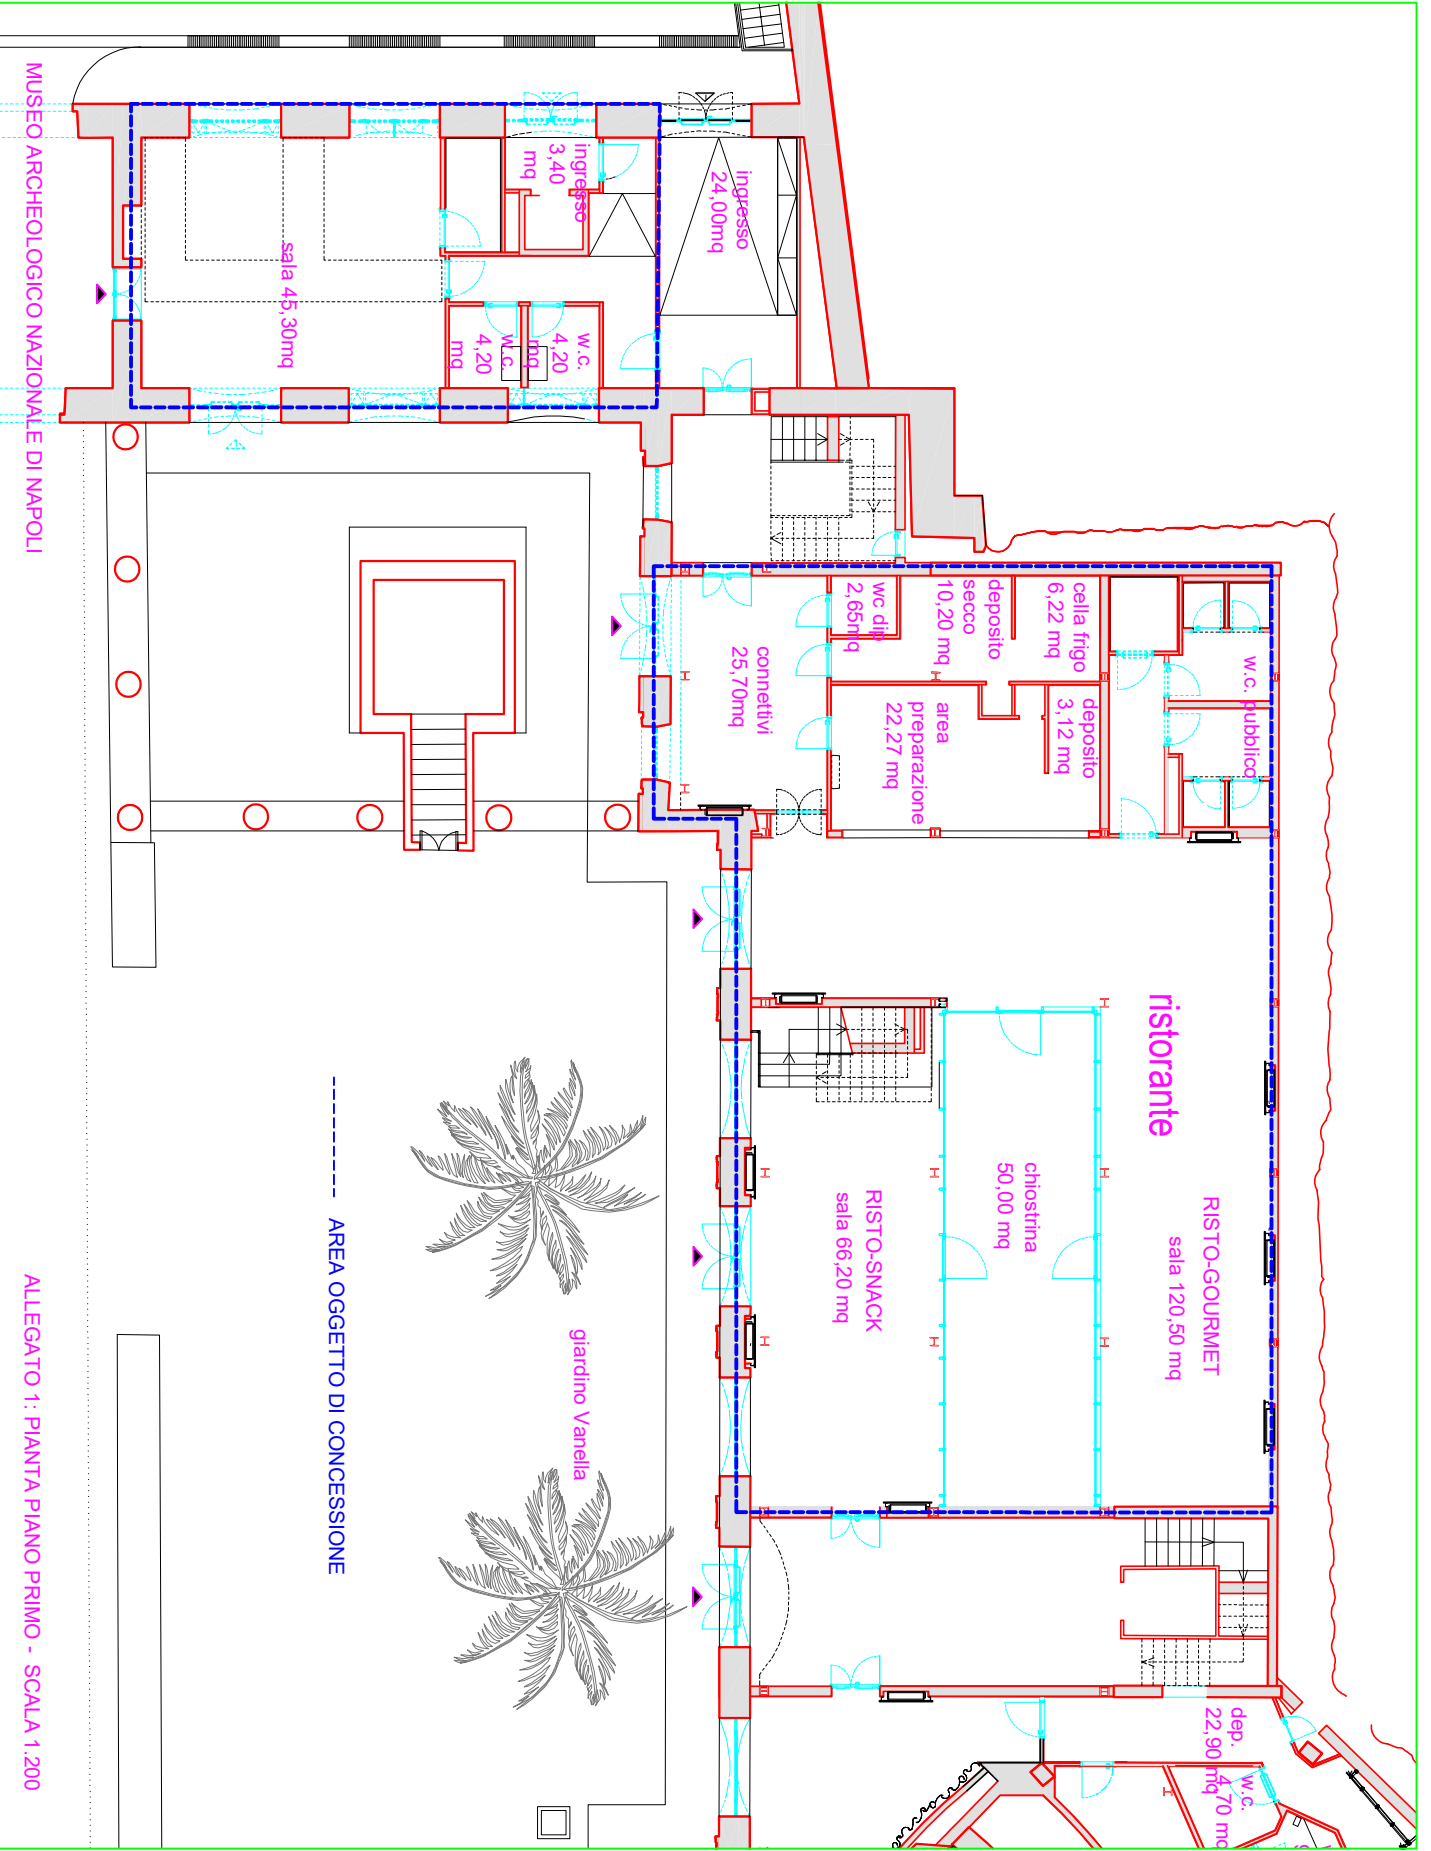 MUSEO ARCHEOLOGICO NAZIONALE DI NAPOLI
ALLEGATO 1: PIANTA PIANO PRIMO - SCALA 1.200
AREA OGGETTO DI CONCESSIONE
giardino Vanella
sala 45,30mq
ingresso
3,40
mq
w.c.
4,20
mq
w.c.
4,20
mq
ingresso
24,00mq
connettivi
25,70mq
wc dip
2,65mq
deposito
secco
10,20 mq
cella frigo
6,22 mq
area
preparazione
22,27 mq
deposito
3,12 mq
w.c. pubblico
ristorante
RISTO-GOURMET
sala 120,50 mq
chiostrina
50,00 mq
RISTO-SNACK
sala 66,20 mq
dep.
22,90 mq
w.c.
4,70 mq